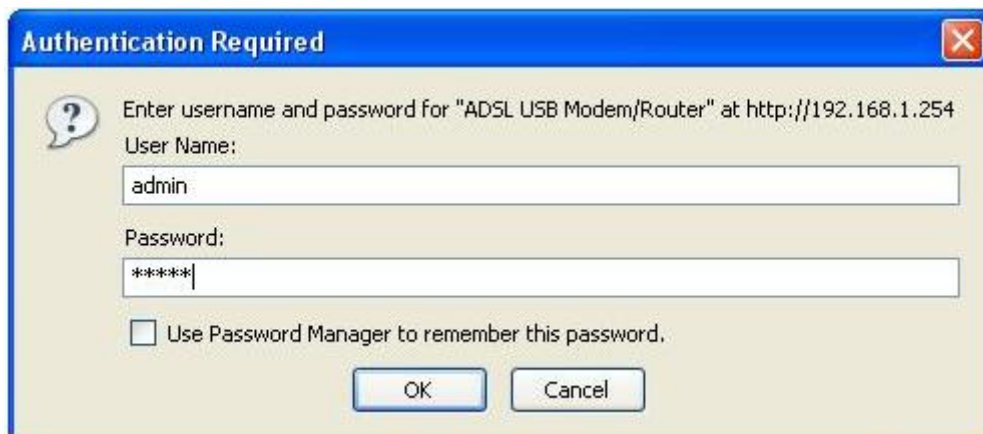 Authentication Required
Enter username and password for "ADSL USB Modem/Router" at http://192.168.1.254
User Name:
admin
Password:
*****
Use Password Manager to remember this password.
OK
Cancel